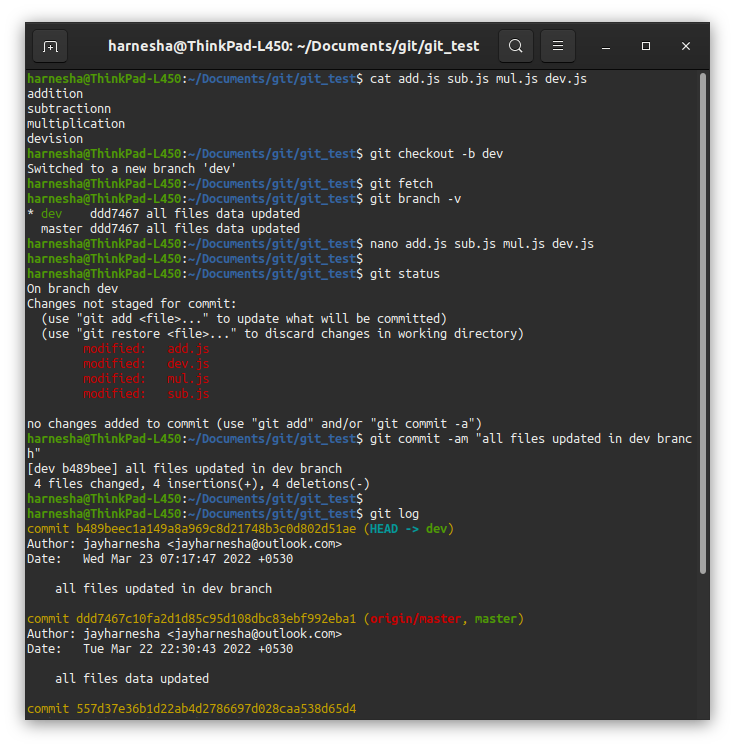 harnesha@ThinkPad-L450: ~/Documents/git/git_test
harnesha@ThinkPad-L450:~/Documents/git/git_test$ cat add.js sub.js mul.js dev.js
addition
subtractionn
multiplication
devision
harnesha@ThinkPad-L450:~/Documents/git/git_test$ git checkout -b dev
Switched to a new branch 'dev'
harnesha@ThinkPad-L450:~/Documents/git/git_test$ git fetch
harnesha@ThinkPad-L450:~/Documents/git/git_test$ git branch -v
* dev    ddd7467 all files data updated
  master ddd7467 all files data updated
harnesha@ThinkPad-L450:~/Documents/git/git_test$ nano add.js sub.js mul.js dev.js
harnesha@ThinkPad-L450:~/Documents/git/git_test$
harnesha@ThinkPad-L450:~/Documents/git/git_test$ git status
On branch dev
Changes not staged for commit:
  (use "git add <file>..." to update what will be committed)
  (use "git restore <file>..." to discard changes in working directory)
        modified:   add.js
        modified:   dev.js
        modified:   mul.js
        modified:   sub.js
no changes added to commit (use "git add" and/or "git commit -a")
harnesha@ThinkPad-L450:~/Documents/git/git_test$ git commit -am "all files updated in dev branc
h"
[dev b489bee] all files updated in dev branch
 4 files changed, 4 insertions(+), 4 deletions(-)
harnesha@ThinkPad-L450:~/Documents/git/git_test$
harnesha@ThinkPad-L450:~/Documents/git/git_test$ git log
commit b489beec1a149a8a969c8d21748b3c0d802d51ae (HEAD -> dev)
Author: jayharnesha <jayharnesha@outlook.com>
Date:   Wed Mar 23 07:17:47 2022 +0530
    all files updated in dev branch
commit ddd7467c10fa2d1d85c95d108dbc83ebf992eba1 (origin/master, master)
Author: jayharnesha <jayharnesha@outlook.com>
Date:   Tue Mar 22 22:30:43 2022 +0530
    all files data updated
commit 557d37e36b1d22ab4d2786697d028caa538d65d4